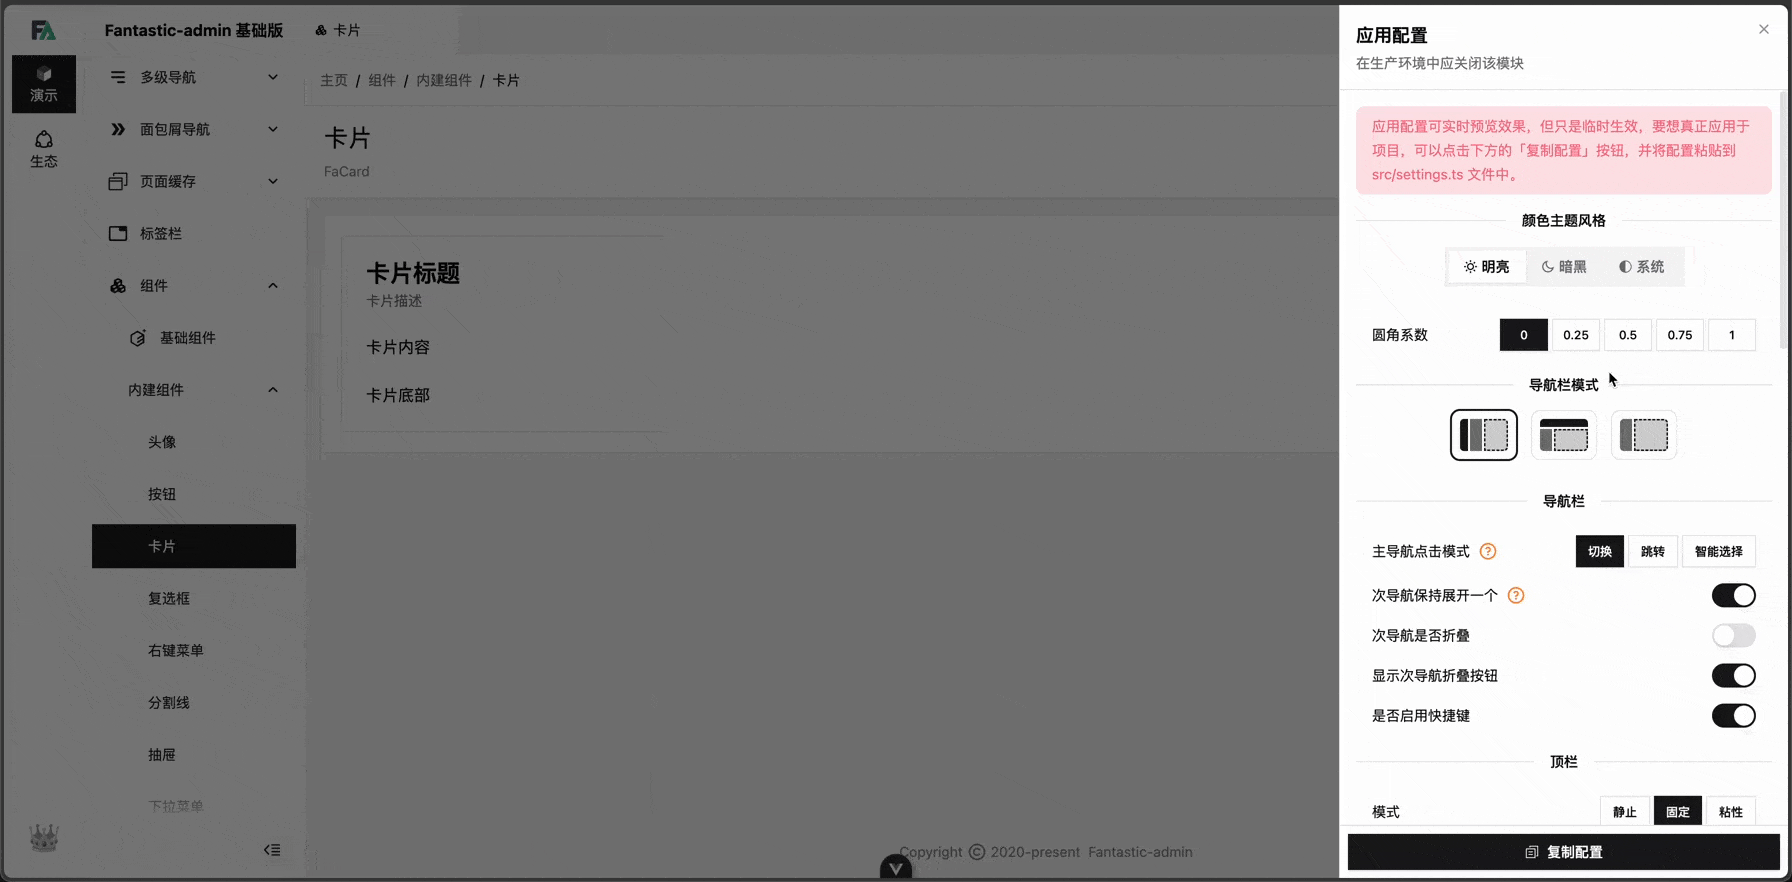 FA
Fantastic-admin 基础版
卡片
演示
生态
多级导航
面包屑导航
页面缓存
标签栏
组件
基础组件
内建组件
头像
按钮
卡片
复选框
右键菜单
分割线
抽屉
下拉菜单
主页 / 组件 / 内建组件 / 卡片
卡片
FaCard
卡片标题
卡片描述
卡片内容
卡片底部
Copyright © 2020-present Fantastic-admin
应用配置
在生产环境中应关闭该模块
应用配置可实时预览效果，但只是临时生效，要想真正应用于
项目，可以点击下方的「复制配置」按钮，并将配置粘贴到
src/settings.ts 文件中。
颜色主题风格
明亮 暗黑 系统
圆角系数 0 0.25 0.5 0.75 1
导航栏模式
导航栏
主导航点击模式 ? 切换 跳转 智能选择
次导航保持展开一个 ?
次导航是否折叠
显示次导航折叠按钮
是否启用快捷键
顶栏
模式 静止 固定 粘性
复制配置